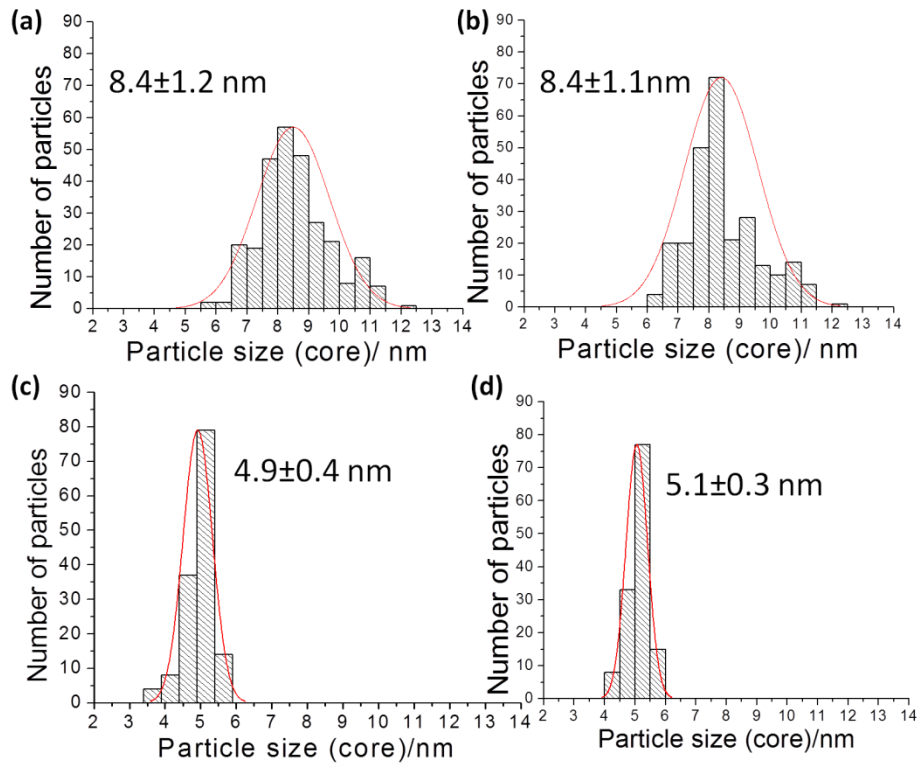 (a)
90
80
70
60
50
40
30
20
10
0
Number of particles
8.4±1.2 nm
2 3 4 5 6 7 8 9 10 11 12 13 14
Particle size (core)/ nm
(b)
90
80
70
60
50
40
30
20
10
0
Number of particles
8.4±1.1nm
2 3 4 5 6 7 8 9 10 11 12 13 14
Particle size (core)/ nm
(c)
90
80
70
60
50
40
30
20
10
0
Number of particles
4.9±0.4 nm
2 3 4 5 6 7 8 9 10 11 12 13 14
Particle size (core)/nm
(d)
90
80
70
60
50
40
30
20
10
0
Number of particles
5.1±0.3 nm
2 3 4 5 6 7 8 9 10 11 12 13 14
Particle size (core)/nm